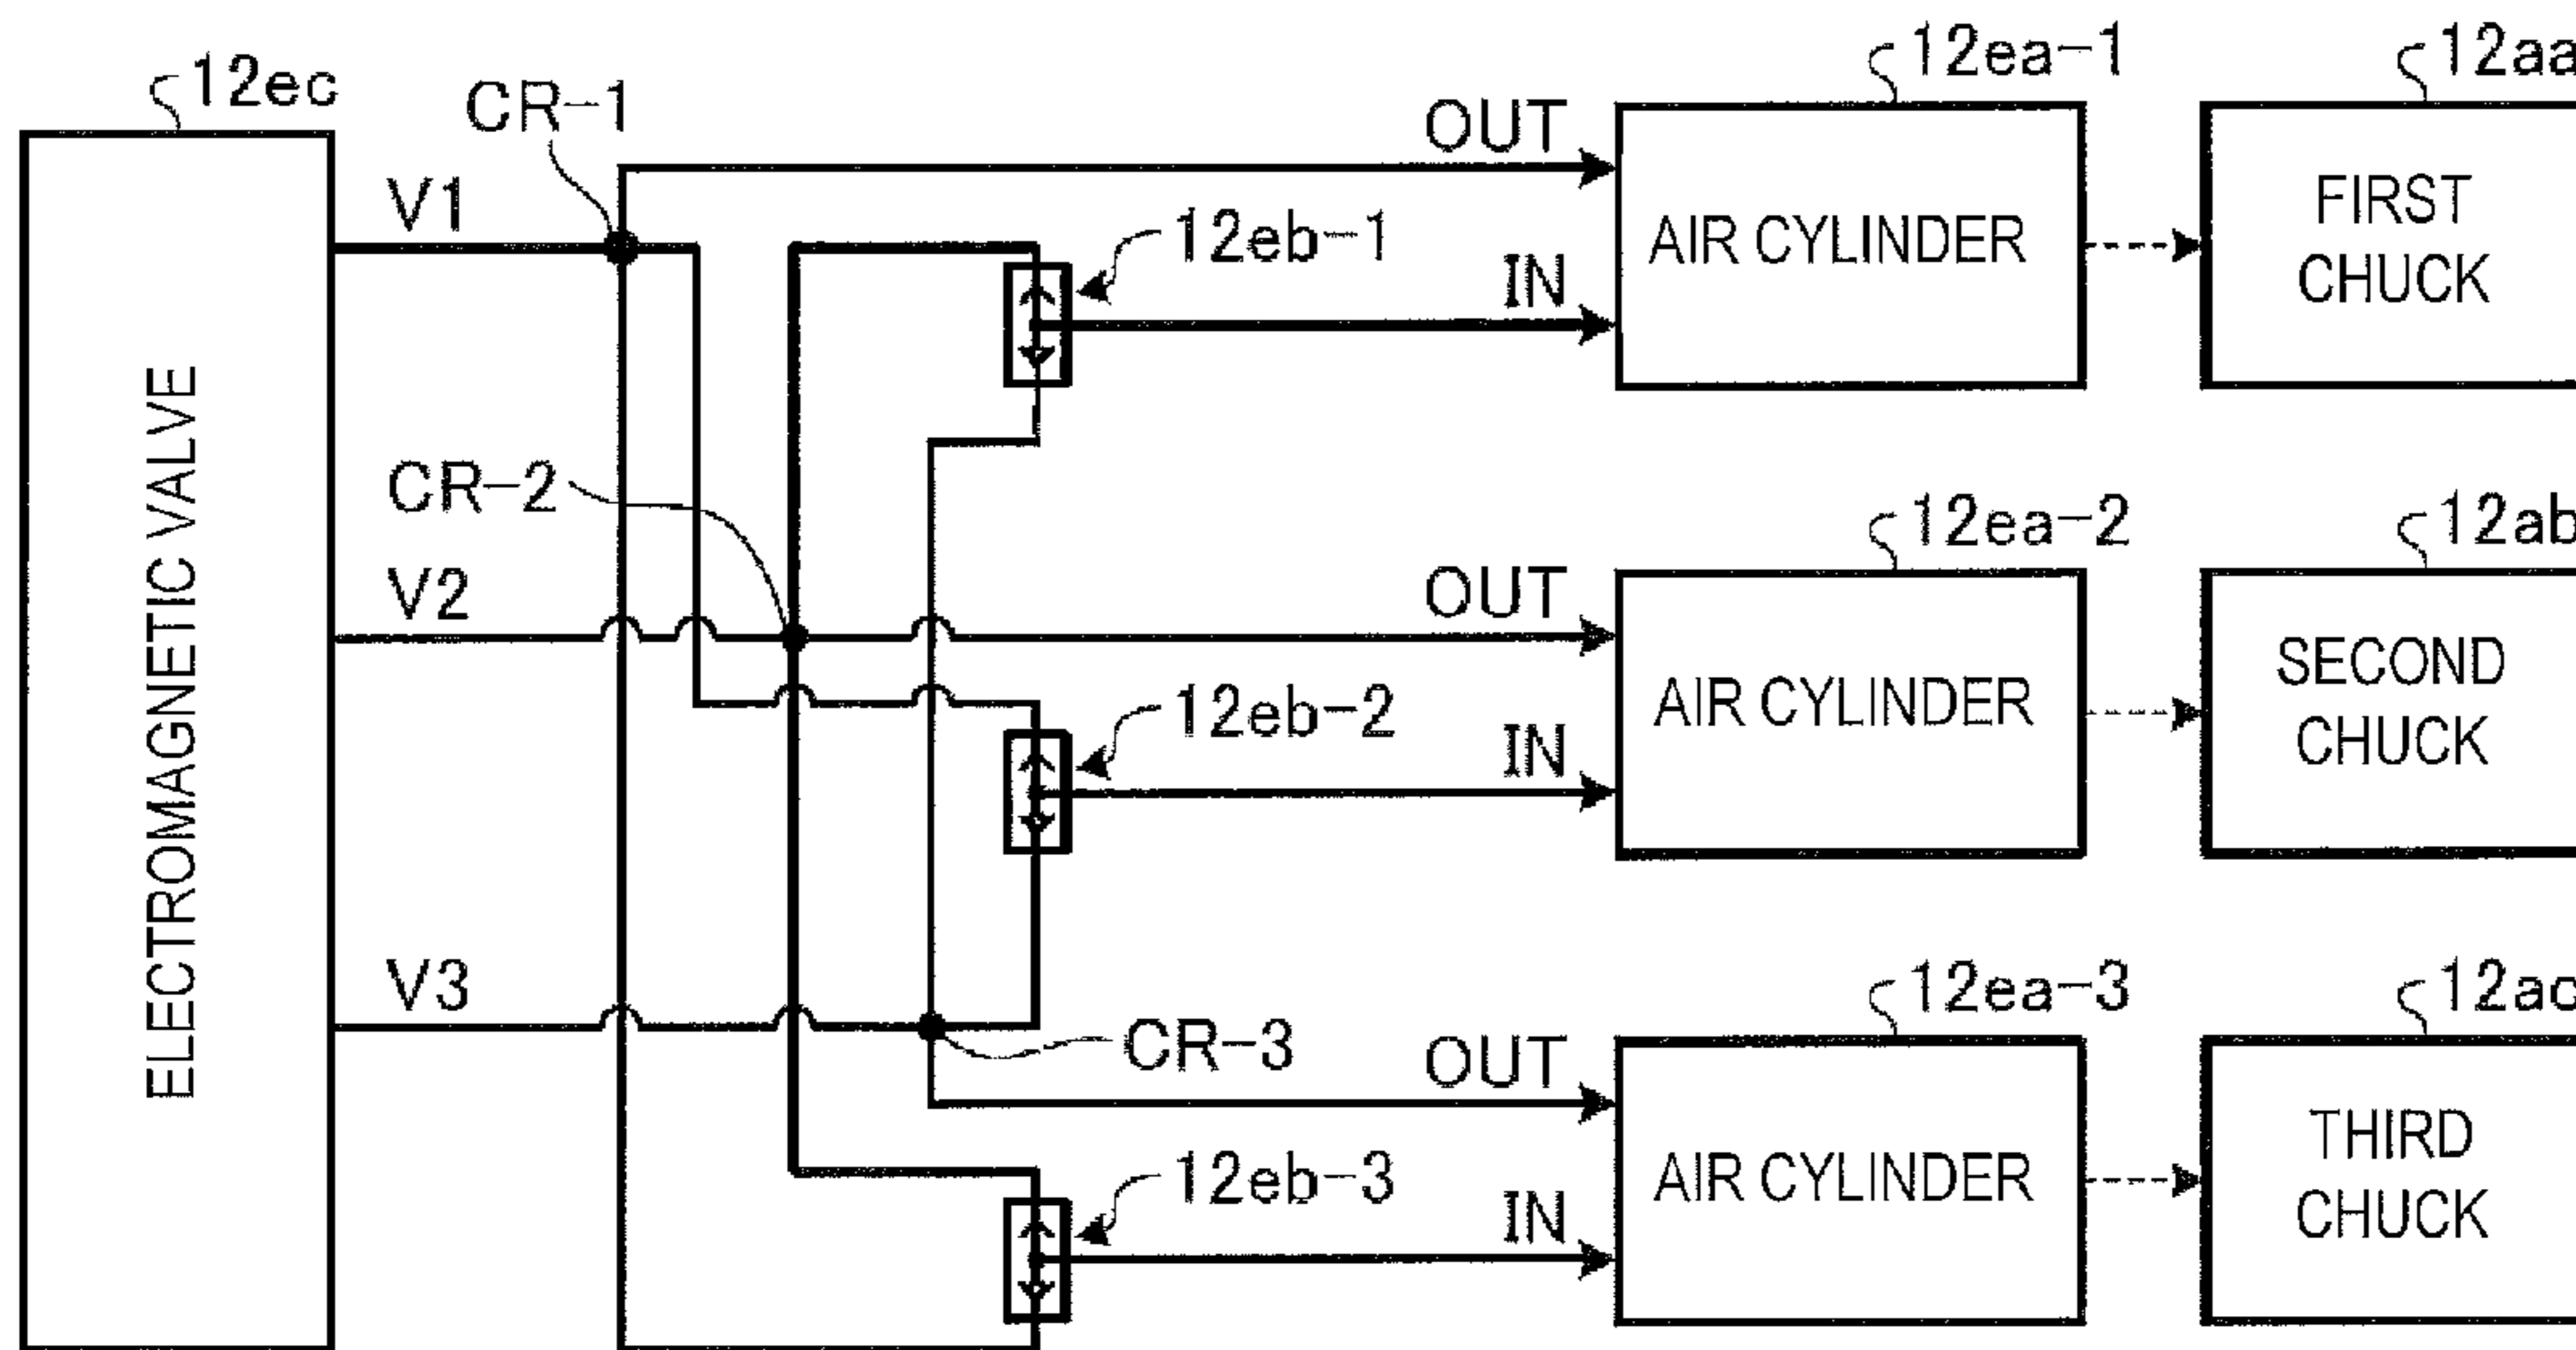 12ec
CR-1
V1
OUT
12ea-1
12aa
12eb-1
IN
AIR CYLINDER
FIRST
CHUCK
ELECTROMAGNETIC VALVE
CR-2
V2
OUT
12ea-2
12ab
12eb-2
IN
AIR CYLINDER
SECOND
CHUCK
V3
CR-3
OUT
12ea-3
12ac
12eb-3
IN
AIR CYLINDER
THIRD
CHUCK